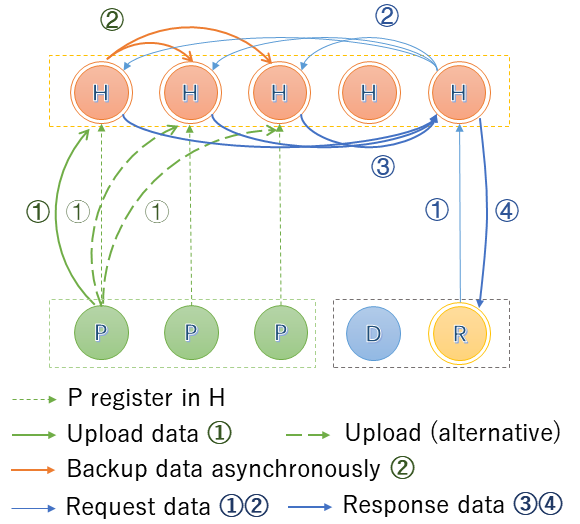 ② ②
H H H H H
③
① ① ① ① ④
P P P D R
P register in H
Upload data ① Upload (alternative)
Backup data asynchronously ②
Request data ①② Response data ③④